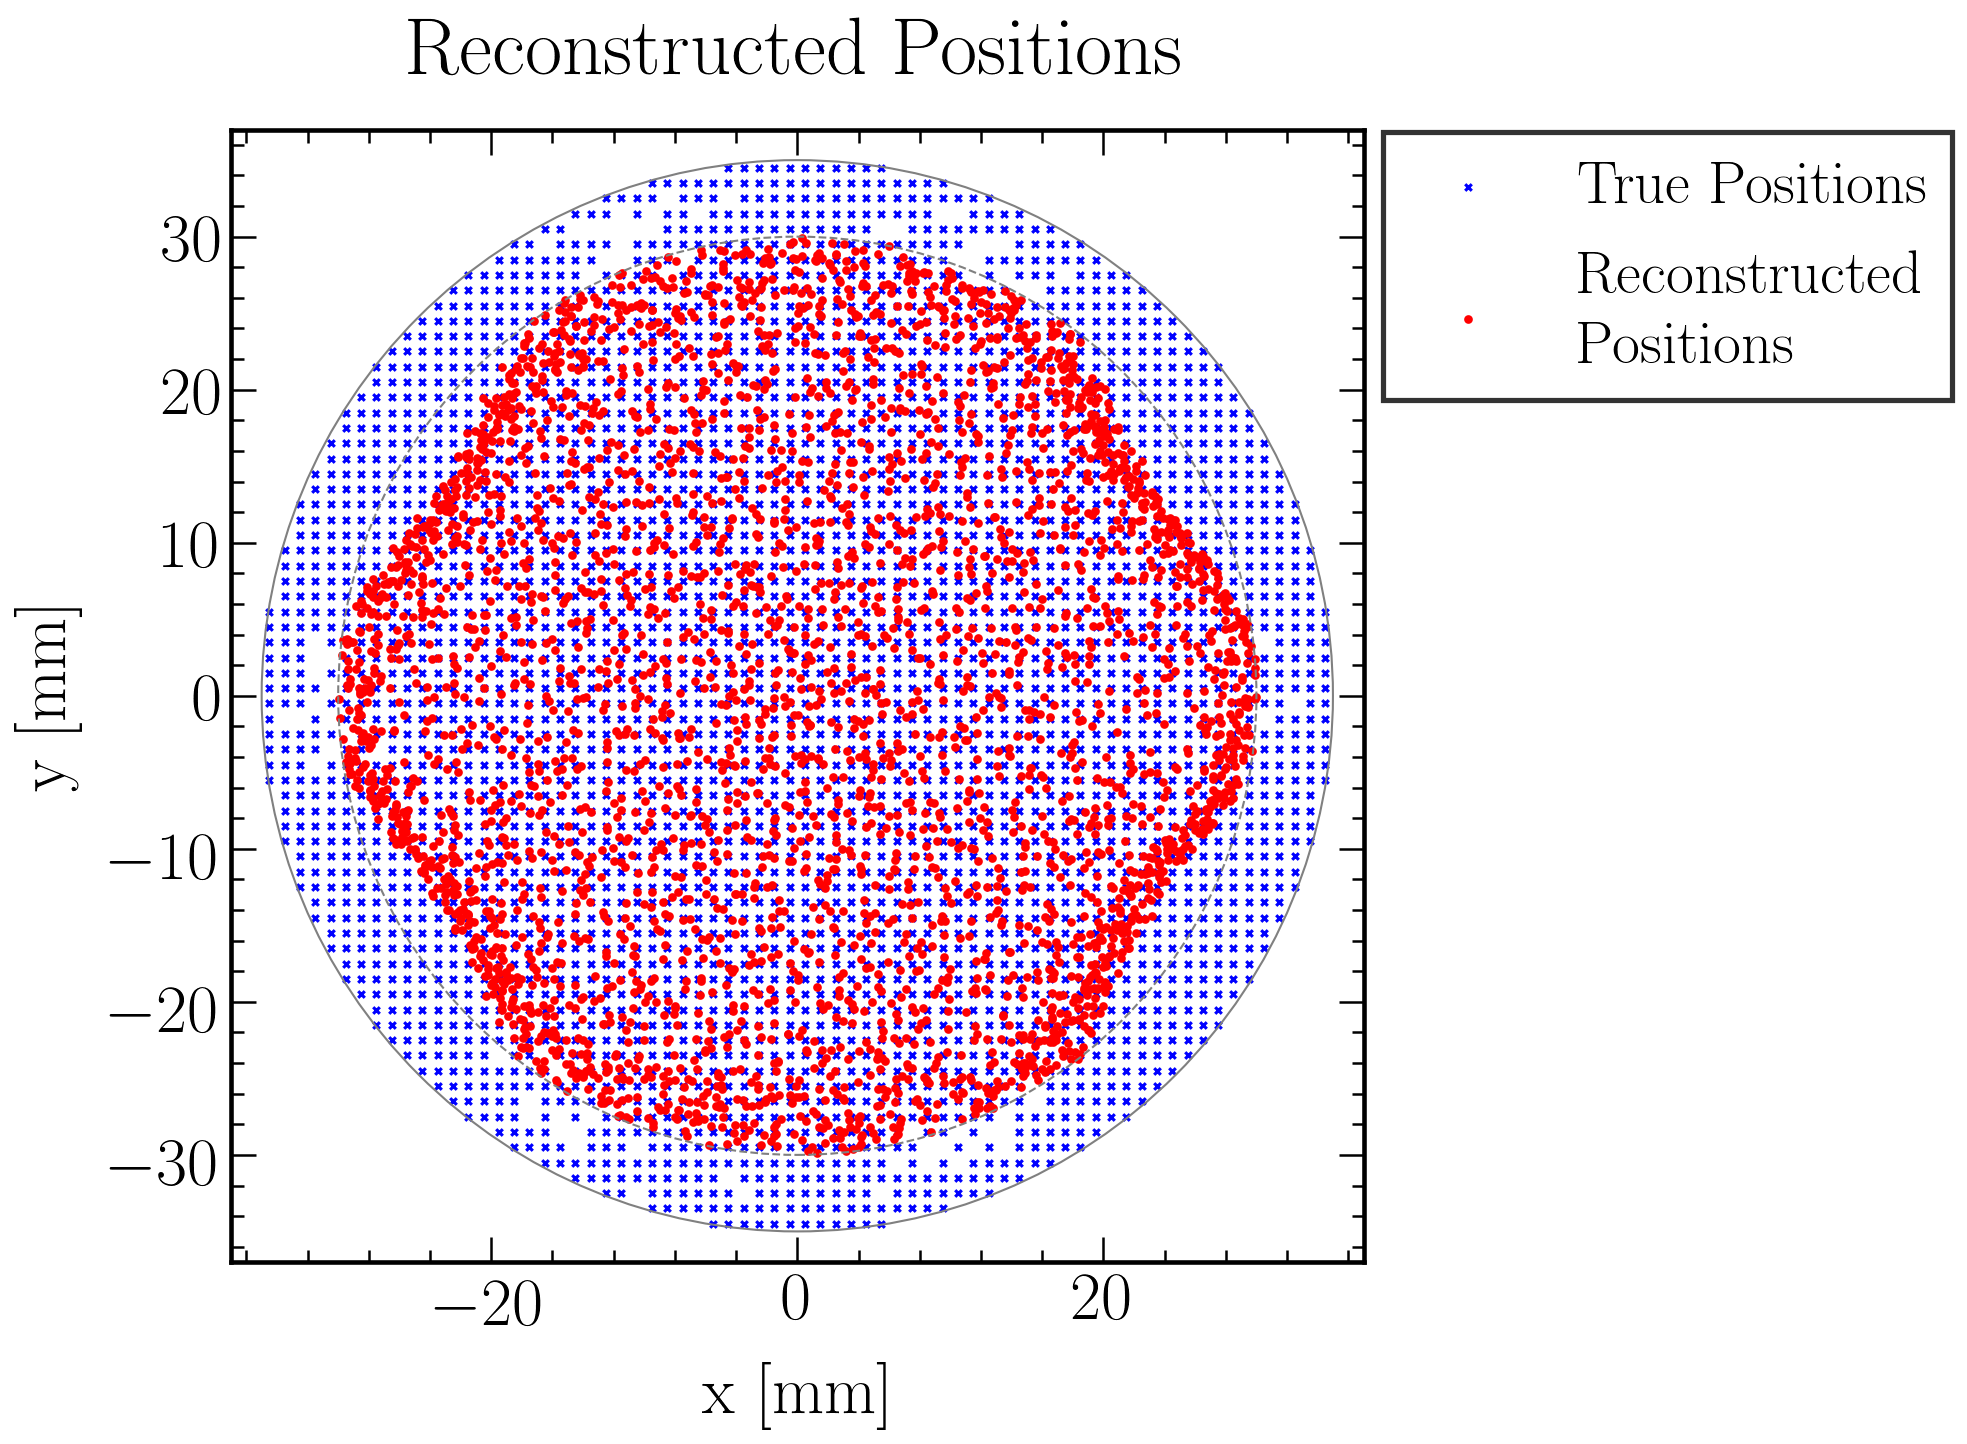 Reconstructed Positions
True Positions
Reconstructed
Positions
30
20
10
0
−10
−20
−30
y [mm]
−20 0 20
x [mm]